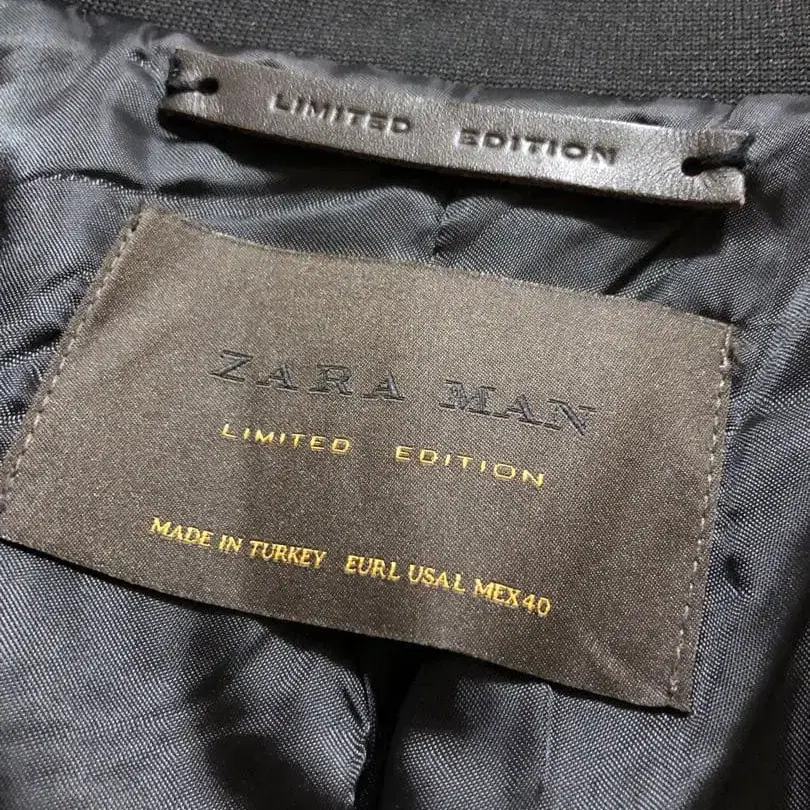 LIMITED EDITION
ZARA MAN
LIMITED EDITION
MADE IN TURKEY EUR L USA L MEX 40